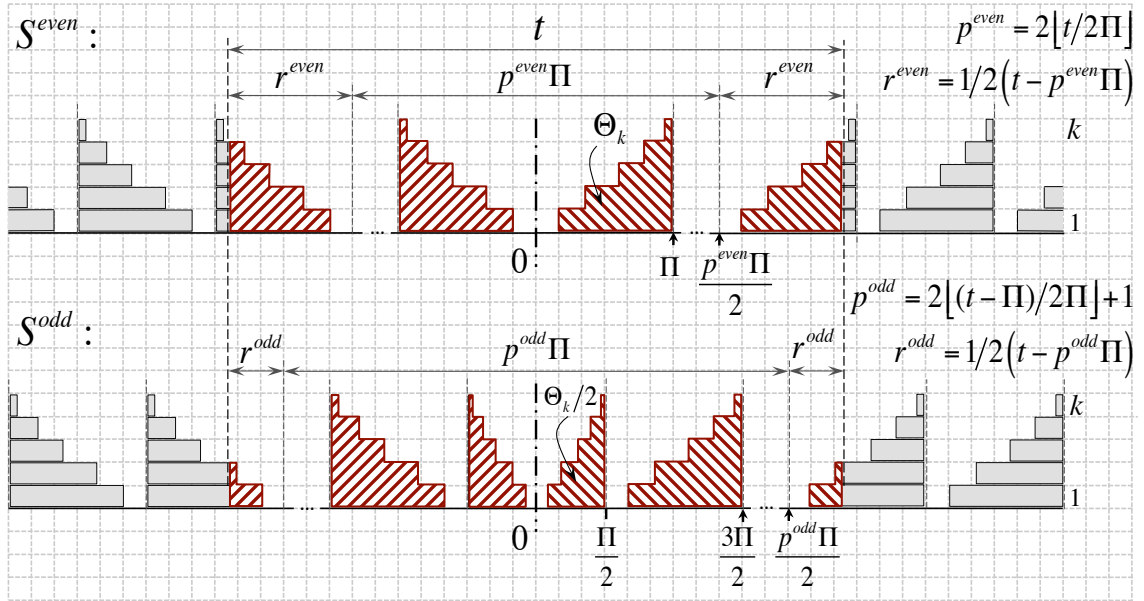 S^even :
t
p^even = 2⌊t/2Π⌋
r^even
p^even Π
r^even
r^even = 1/2(t − p^even Π)
Θ_k
k
1
...
...
0
Π
p^even Π
2
p^odd = 2⌊(t − Π)/2Π⌋+1
S^odd :
r^odd
p^odd Π
r^odd
r^odd = 1/2(t − p^odd Π)
Θ_k/2
k
1
...
...
0
Π
2
3Π
2
p^odd Π
2